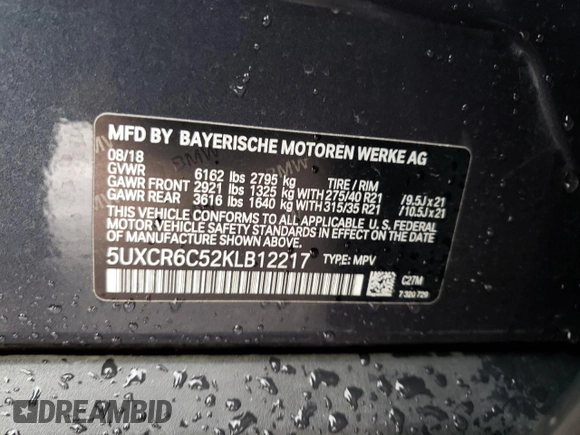 MFD BY BAYERISCHE MOTOREN WERKE AG
08/18
GVWR 6162 lbs 2795 kg TIRE / RIM
GAWR FRONT 2921 lbs 1325 kg WITH 275/40 R21 /9.5Jx21
GAWR REAR 3616 lbs 1640 kg WITH 315/35 R21 /10.5Jx21
THIS VEHICLE CONFORMS TO ALL APPLICABLE U.S. FEDERAL
MOTOR VEHICLE SAFETY STANDARDS IN EFFECT ON THE
DATE OF MANUFACTURE SHOWN ABOVE.
5UXCR6C52KLB12217 TYPE: MPV
C27M
7 320 729
DREAMBID